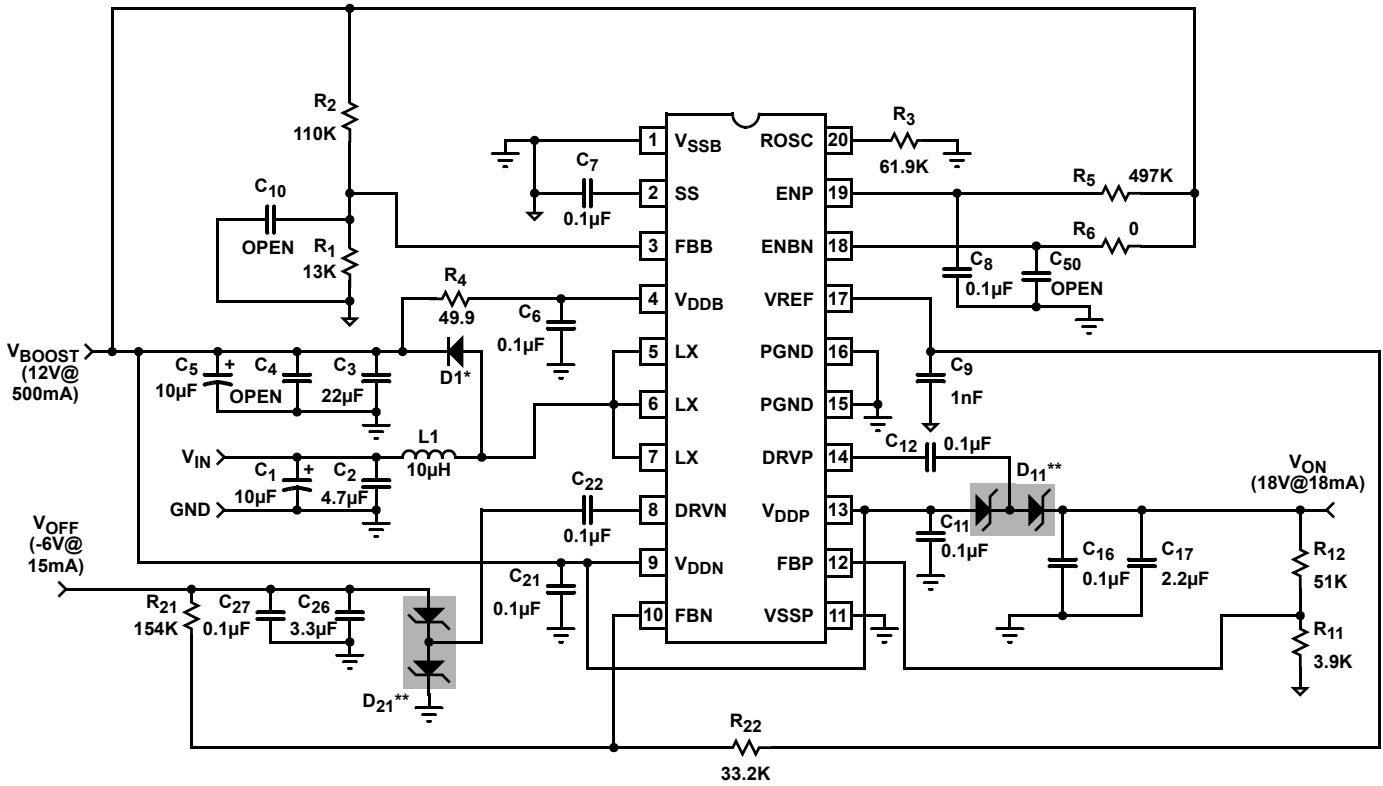 R2
110K
C10
OPEN
R1
13K
R4
49.9
C6
0.1µF
C7
0.1µF
VBOOST
(12V@
500mA)
C5
+
10µF
C4
OPEN
C3
22µF
D1*
VIN
L1
10µH
C1
+
10µF
C2
4.7µF
GND
VOFF
(-6V@
15mA)
R21
154K
C27
0.1µF
C26
3.3µF
D21**
C22
0.1µF
C21
0.1µF
1 VSSB
2 SS
3 FBB
4 VDDB
5 LX
6 LX
7 LX
8 DRVN
9 VDDN
10 FBN
ROSC 20
ENP 19
ENBN 18
VREF 17
PGND 16
PGND 15
DRVP 14
VDDP 13
FBP 12
VSSP 11
R3
61.9K
R5 497K
R6 0
C8
0.1µF
C50
OPEN
C9
1nF
C12 0.1µF
D11**
VON
(18V@18mA)
C11
0.1µF
C16
0.1µF
C17
2.2µF
R12
51K
R11
3.9K
R22
33.2K